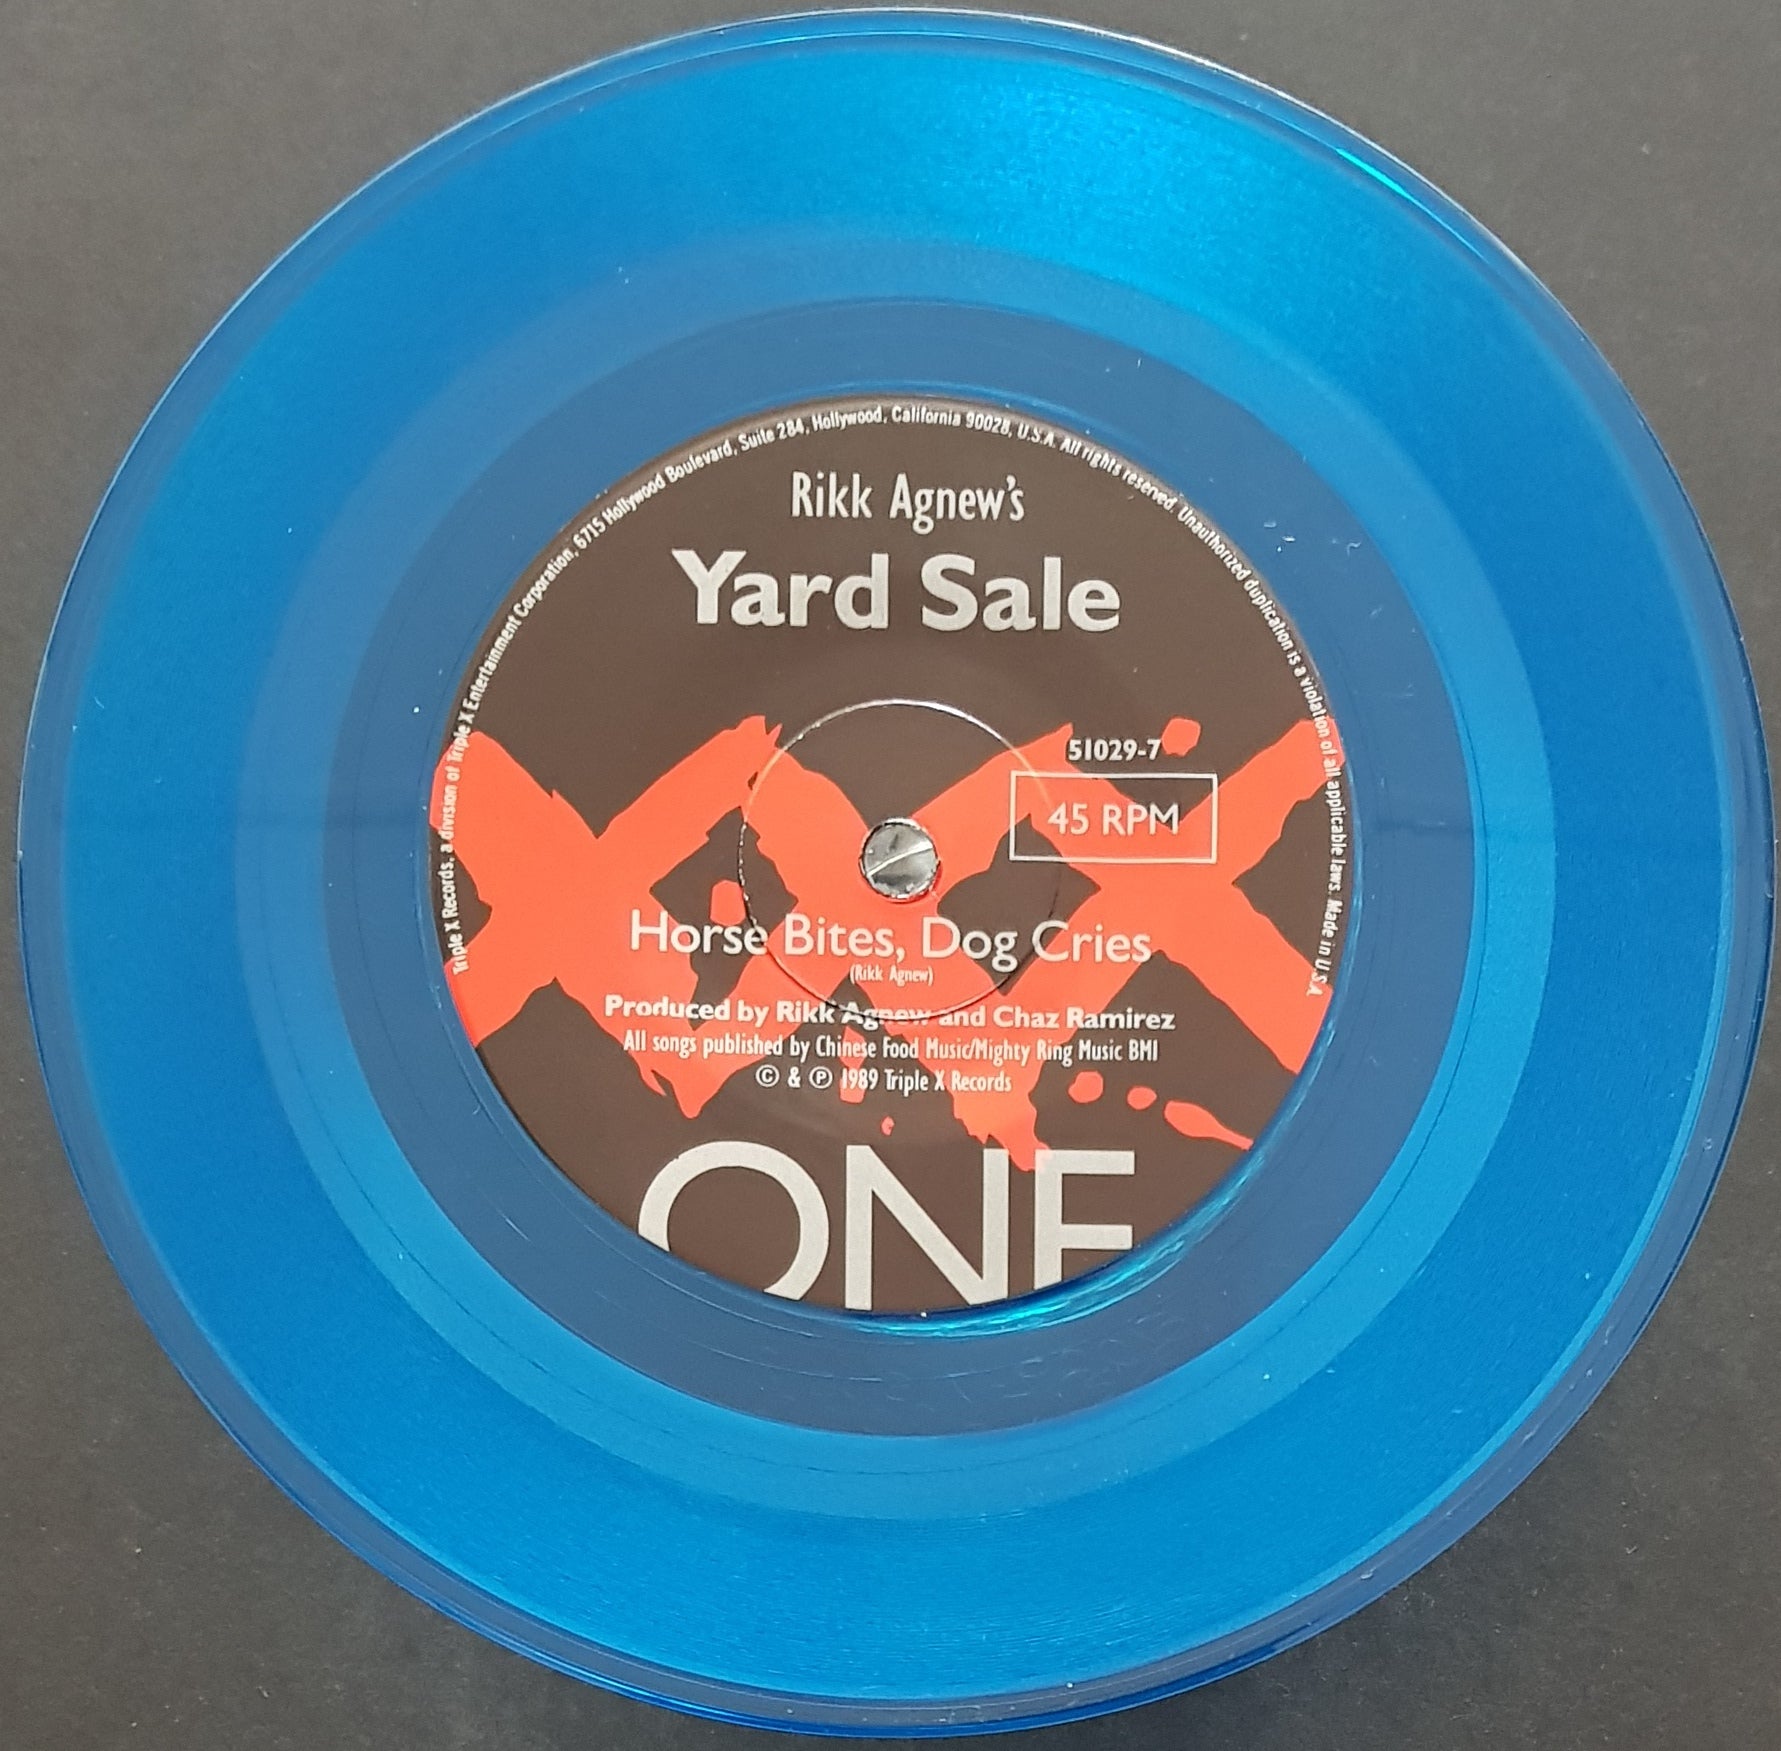 Triple X Records: a division of Triple X Entertainment Corporation, 6715 Hollywood Boulevard, Suite 284, Hollywood, California 90028, U.S.A. All rights reserved. Unauthorized duplication is a violation of all applicable laws. Made in U.S.A.
Rikk Agnew's
Yard Sale
51029-7
45 RPM
Horse Bites, Dog Cries
(Rikk Agnew)
Produced by Rikk Agnew and Chaz Ramirez
All songs published by Chinese Food Music/Mighty Ring Music BMI
© & ℗ 1989 Triple X Records
ONE